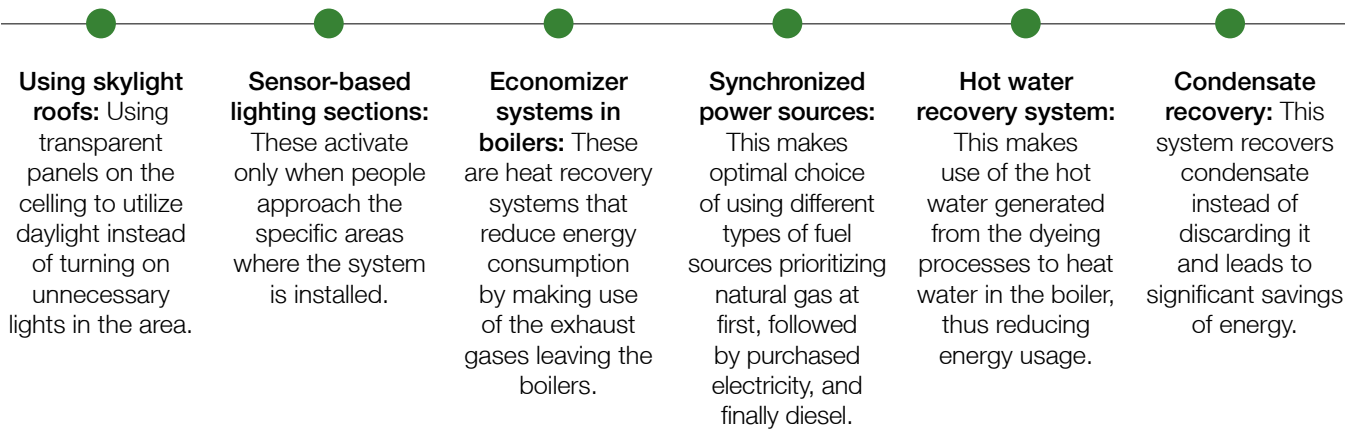 Using skylight
roofs: Using
transparent
panels on the
celling to utilize
daylight instead
of turning on
unnecessary
lights in the area.
Sensor-based
lighting sections:
These activate
only when people
approach the
specific areas
where the system
is installed.
Economizer
systems in
boilers: These
are heat recovery
systems that
reduce energy
consumption
by making use
of the exhaust
gases leaving the
boilers.
Synchronized
power sources:
This makes
optimal choice
of using different
types of fuel
sources prioritizing
natural gas at
first, followed
by purchased
electricity, and
finally diesel.
Hot water
recovery system:
This makes
use of the hot
water generated
from the dyeing
processes to heat
water in the boiler,
thus reducing
energy usage.
Condensate
recovery: This
system recovers
condensate
instead of
discarding it
and leads to
significant savings
of energy.